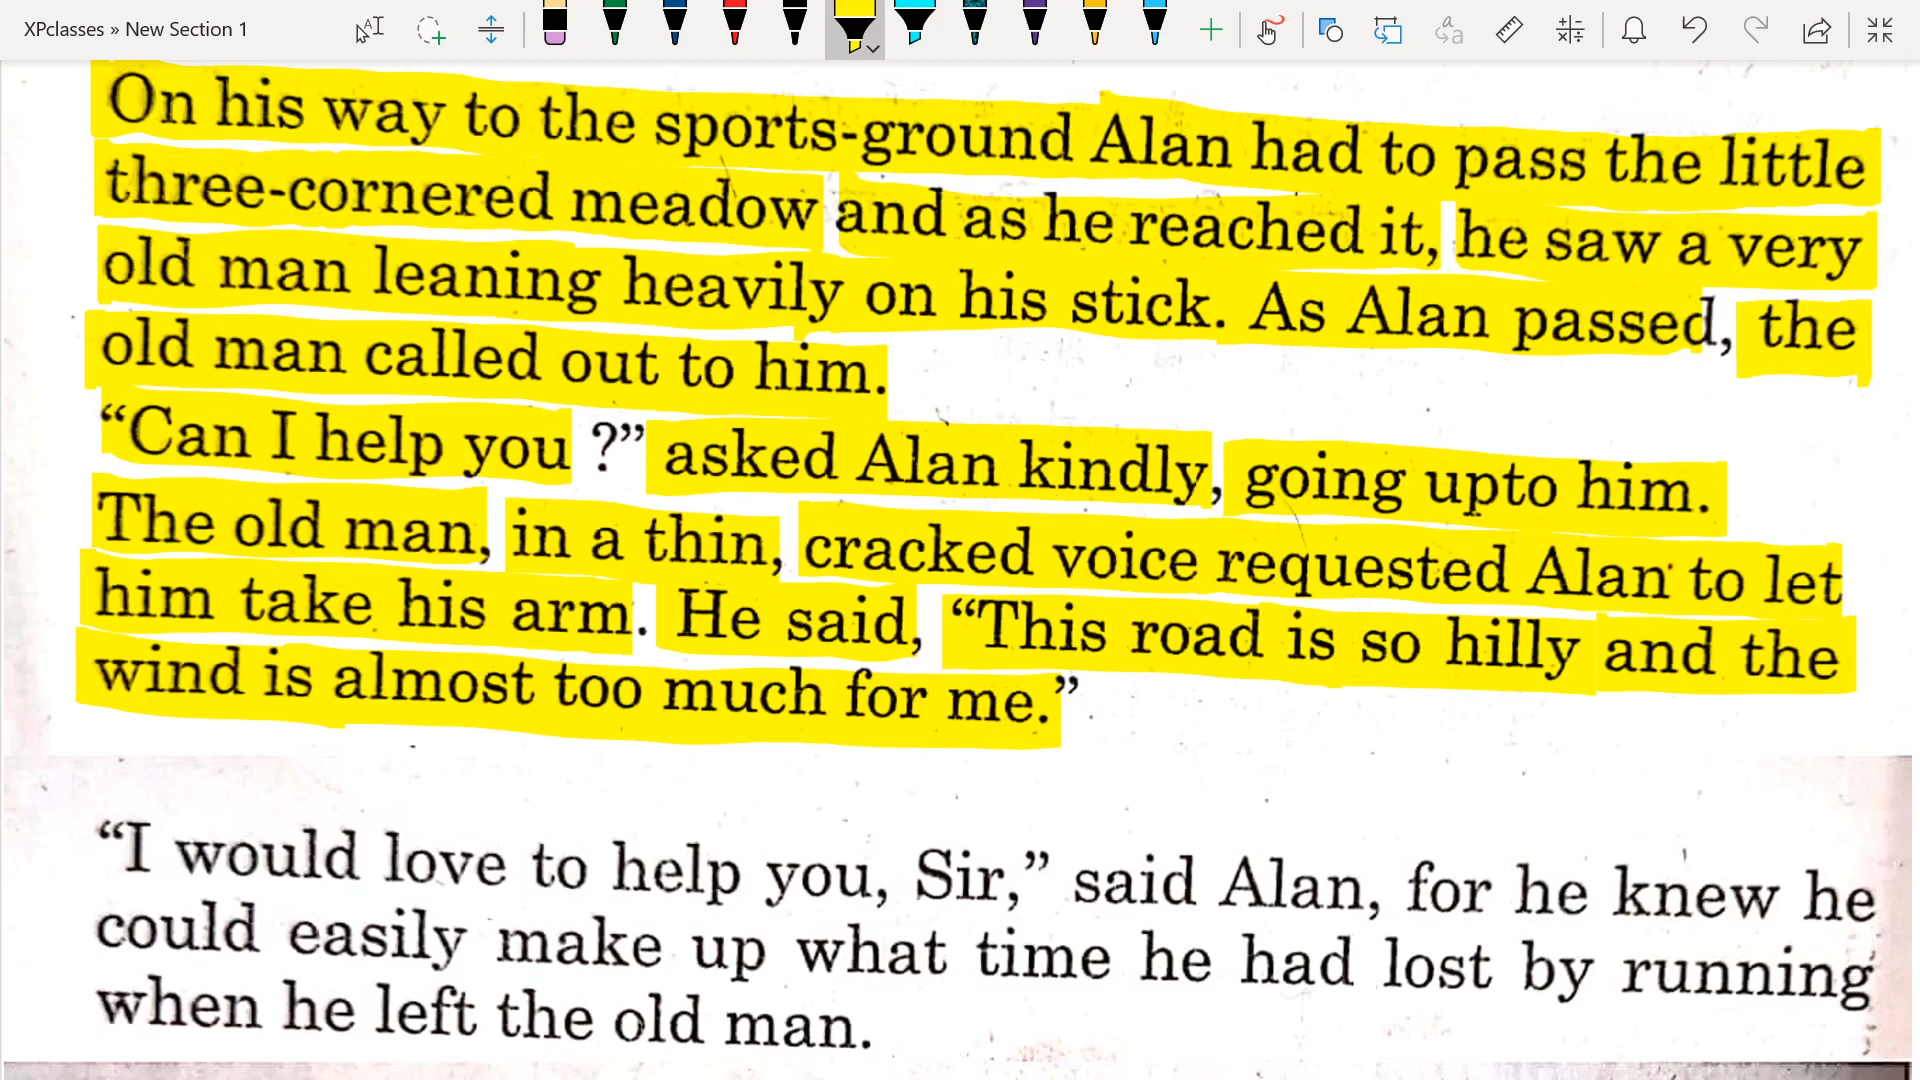 XPclasses » New Section 1
On his way to the sports-ground Alan had to pass the little
three-cornered meadow and as he reached it, he saw a very
old man leaning heavily on his stick. As Alan passed, the
old man called out to him.
“Can I help you ?” asked Alan kindly, going upto him.
The old man, in a thin, cracked voice requested Alan to let
him take his arm. He said, “This road is so hilly and the
wind is almost too much for me.”
“I would love to help you, Sir,” said Alan, for he knew he
could easily make up what time he had lost by running
when he left the old man.